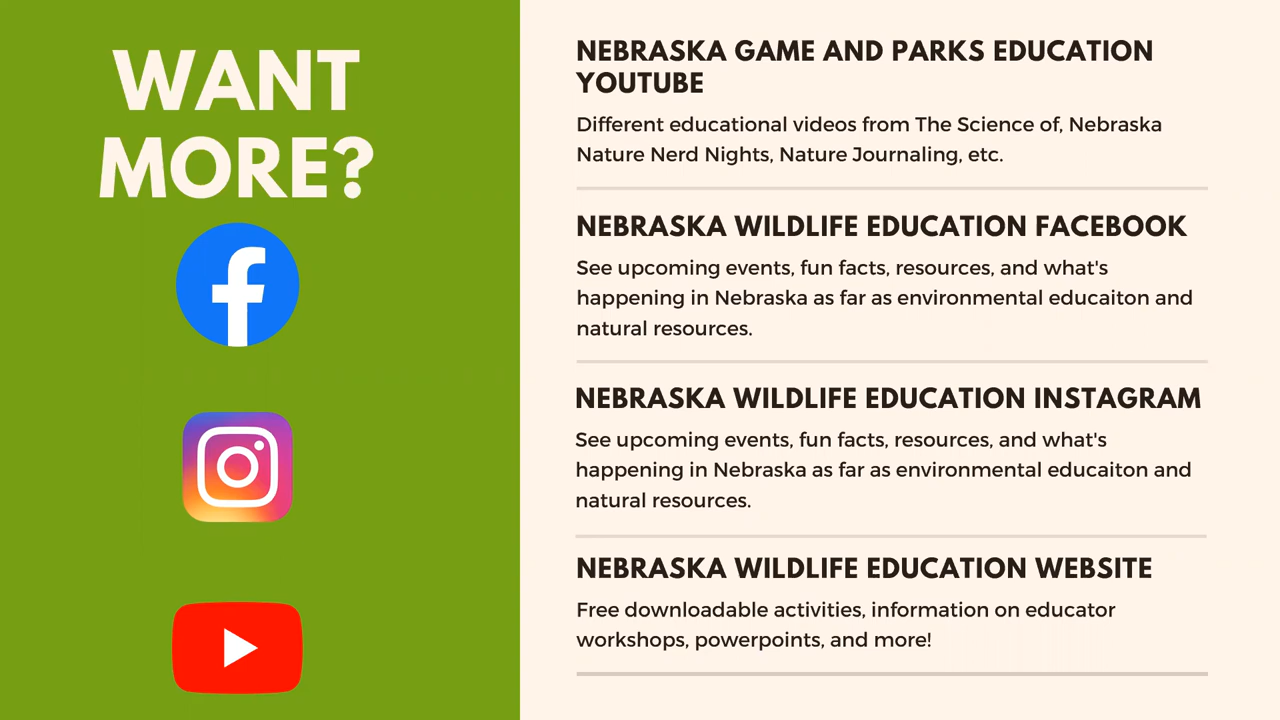 WANT
MORE?
NEBRASKA GAME AND PARKS EDUCATION
YOUTUBE
Different educational videos from The Science of, Nebraska
Nature Nerd Nights, Nature Journaling, etc.
NEBRASKA WILDLIFE EDUCATION FACEBOOK
See upcoming events, fun facts, resources, and what's
happening in Nebraska as far as environmental educaiton and
natural resources.
NEBRASKA WILDLIFE EDUCATION INSTAGRAM
See upcoming events, fun facts, resources, and what's
happening in Nebraska as far as environmental educaiton and
natural resources.
NEBRASKA WILDLIFE EDUCATION WEBSITE
Free downloadable activities, information on educator
workshops, powerpoints, and more!